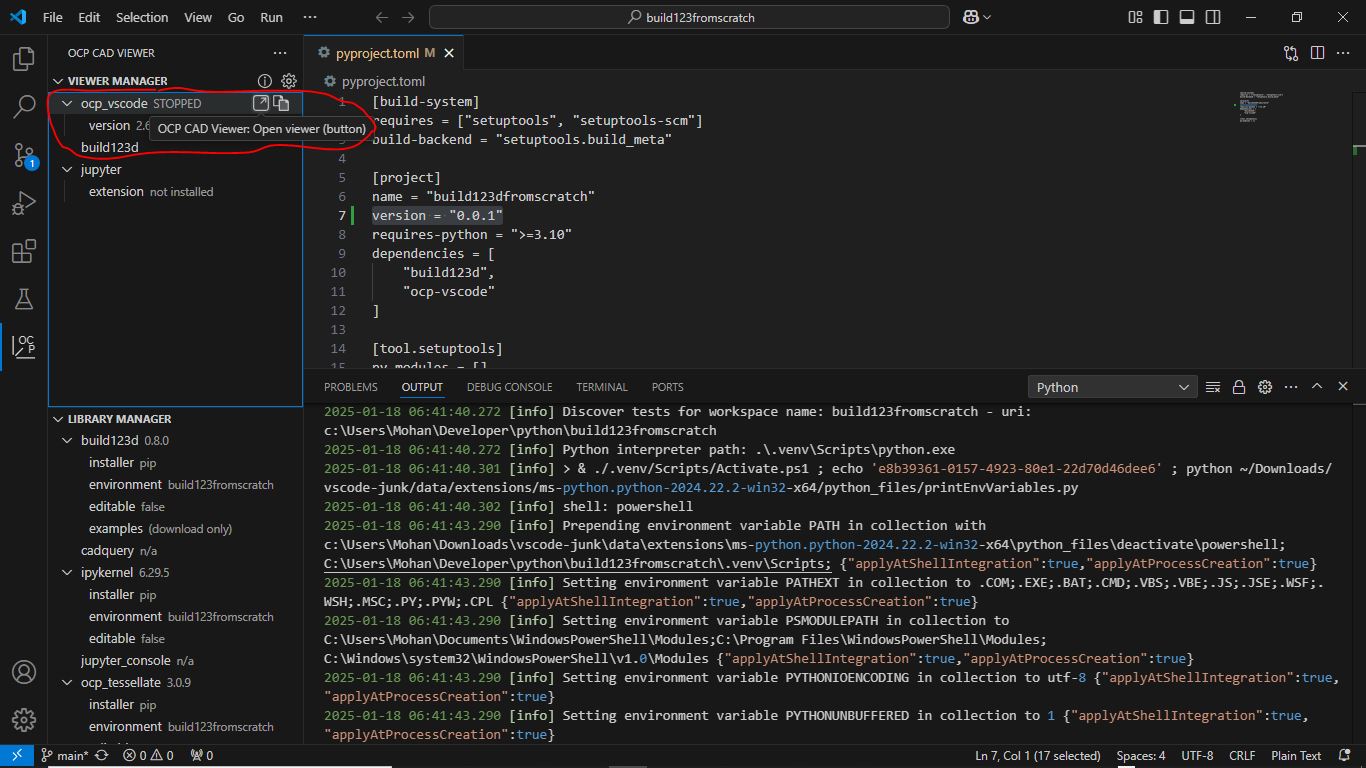 File Edit Selection View Go Run ··· build123fromscratch
OCP CAD VIEWER ···
VIEWER MANAGER
ocp_vscode STOPPED
version 2.6
OCP CAD Viewer: Open viewer (button)
build123d
jupyter
extension not installed
LIBRARY MANAGER
build123d 0.8.0
installer pip
environment build123fromscratch
editable false
examples (download only)
cadquery n/a
ipykernel 6.29.5
installer pip
environment build123fromscratch
editable false
jupyter_console n/a
ocp_tessellate 3.0.9
installer pip
environment build123fromscratch
1
OC
P
pyproject.toml M
pyproject.toml
1 [build-system]
requires = ["setuptools", "setuptools-scm"]
3 build-backend = "setuptools.build_meta"
4
5 [project]
6 name = "build123dfromscratch"
7 version = "0.0.1"
8 requires-python = ">=3.10"
9 dependencies = [
10 "build123d",
11 "ocp-vscode"
12 ]
13
14 [tool.setuptools]
15 py-modules = []
PROBLEMS OUTPUT DEBUG CONSOLE TERMINAL PORTS Python
2025-01-18 06:41:40.272 [info] Discover tests for workspace name: build123fromscratch - uri:
c:\Users\Mohan\Developer\python\build123fromscratch
2025-01-18 06:41:40.272 [info] Python interpreter path: .\.venv\Scripts\python.exe
2025-01-18 06:41:40.301 [info] > & ./.venv/Scripts/Activate.ps1 ; echo 'e8b39361-0157-4923-80e1-22d70d46dee6' ; python ~/Downloads/
vscode-junk/data/extensions/ms-python.python-2024.22.2-win32-x64/python_files/printEnvVariables.py
2025-01-18 06:41:40.302 [info] shell: powershell
2025-01-18 06:41:43.290 [info] Prepending environment variable PATH in collection with
c:\Users\Mohan\Downloads\vscode-junk\data\extensions\ms-python.python-2024.22.2-win32-x64\python_files\deactivate\powershell;
C:\Users\Mohan\Developer\python\build123fromscratch\.venv\Scripts; {"applyAtShellIntegration":true,"applyAtProcessCreation":true}
2025-01-18 06:41:43.290 [info] Setting environment variable PATHEXT in collection to .COM;.EXE;.BAT;.CMD;.VBS;.VBE;.JS;.JSE;.WSF;.
WSH;.MSC;.PY;.PYW;.CPL {"applyAtShellIntegration":true,"applyAtProcessCreation":true}
2025-01-18 06:41:43.290 [info] Setting environment variable PSMODULEPATH in collection to
C:\Users\Mohan\Documents\WindowsPowerShell\Modules;C:\Program Files\WindowsPowerShell\Modules;
C:\Windows\system32\WindowsPowerShell\v1.0\Modules {"applyAtShellIntegration":true,"applyAtProcessCreation":true}
2025-01-18 06:41:43.290 [info] Setting environment variable PYTHONIOENCODING in collection to utf-8 {"applyAtShellIntegration":true,
"applyAtProcessCreation":true}
2025-01-18 06:41:43.290 [info] Setting environment variable PYTHONUNBUFFERED in collection to 1 {"applyAtShellIntegration":true,
"applyAtProcessCreation":true}
main* 0 0 0 Ln 7, Col 1 (17 selected) Spaces: 4 UTF-8 CRLF Plain Text